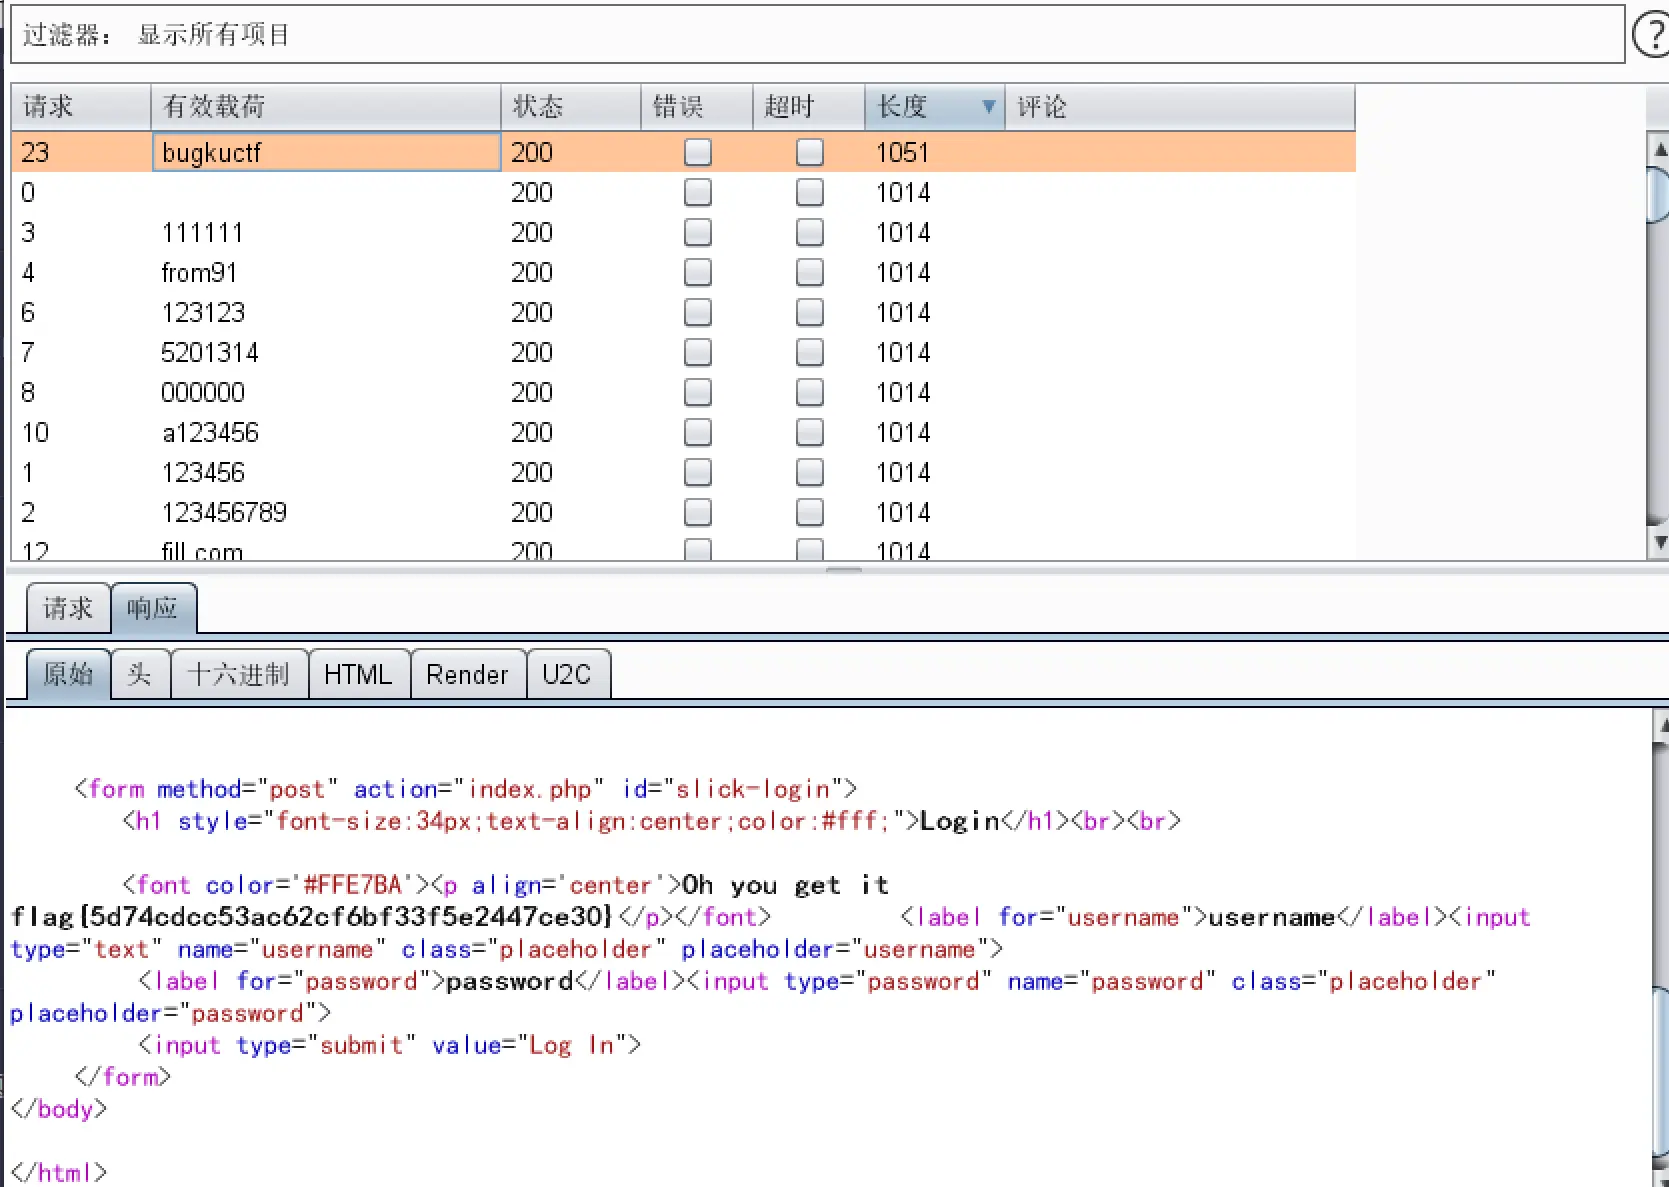 过滤器： 显示所有项目 ?
请求 有效载荷 状态 错误 超时 长度 ▼ 评论
23 bugkuctf 200 1051
0 200 1014
3 111111 200 1014
4 from91 200 1014
6 123123 200 1014
7 5201314 200 1014
8 000000 200 1014
10 a123456 200 1014
1 123456 200 1014
2 123456789 200 1014
12 fill.com 200 1014
请求 响应
原始 头 十六进制 HTML Render U2C
<form method="post" action="index.php" id="slick-login">
<h1 style="font-size:34px;text-align:center;color:#fff;">Login</h1><br><br>
<font color='#FFE7BA'><p align='center'>Oh you get it
flag{5d74cdcc53ac62cf6bf33f5e2447ce30}</p></font> <label for="username">username</label><input
type="text" name="username" class="placeholder" placeholder="username">
<label for="password">password</label><input type="password" name="password" class="placeholder"
placeholder="password">
<input type="submit" value="Log In">
</form>
</body>
</html>